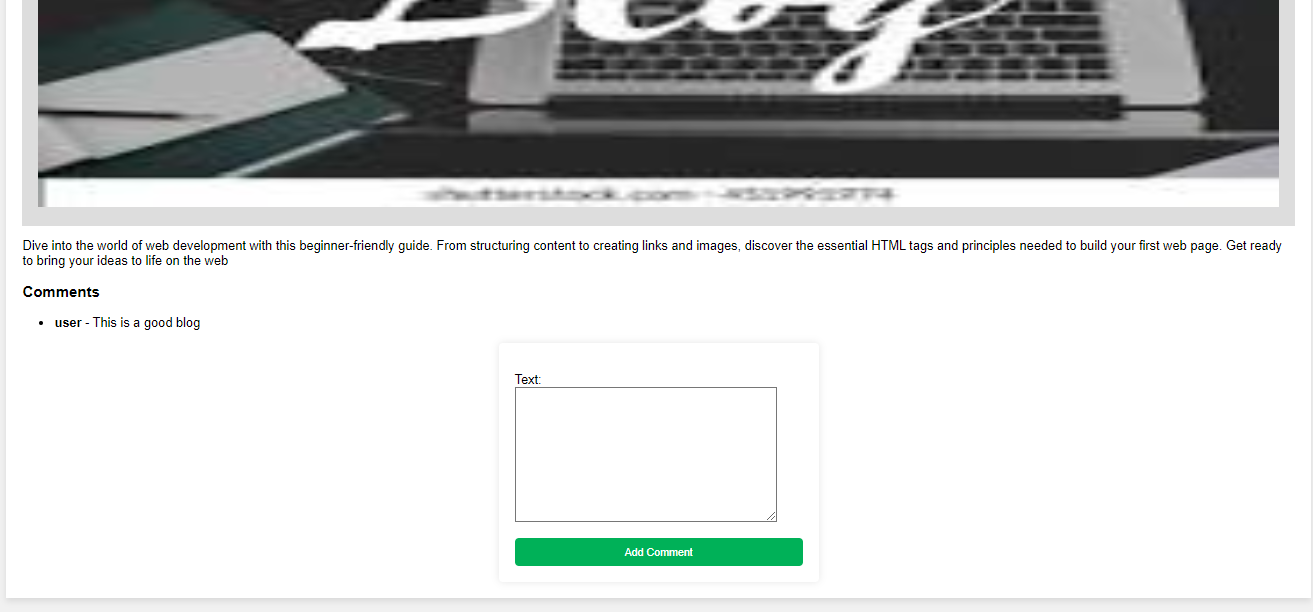 Blog
shutterstock.com · 451991774
Dive into the world of web development with this beginner-friendly guide. From structuring content to creating links and images, discover the essential HTML tags and principles needed to build your first web page. Get ready
to bring your ideas to life on the web
Comments
• user - This is a good blog
Text:
Add Comment